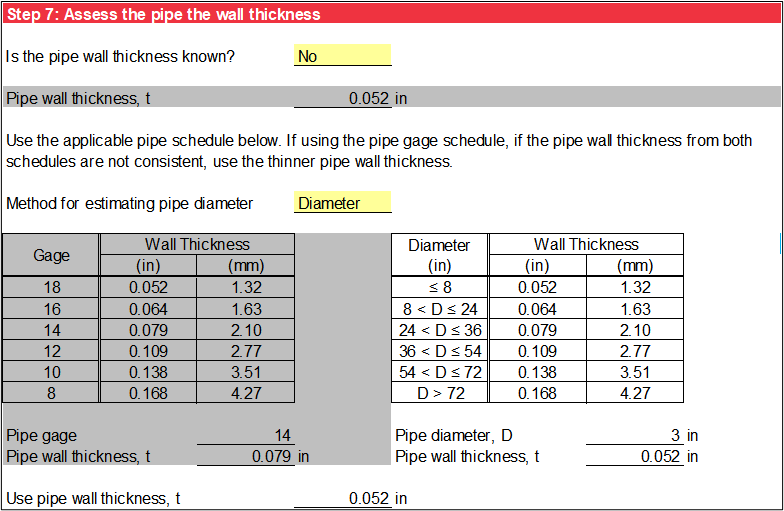 Step 7: Assess the pipe the wall thickness
Is the pipe wall thickness known? No
Pipe wall thickness, t 0.052 in
Use the applicable pipe schedule below. If using the pipe gage schedule, if the pipe wall thickness from both
schedules are not consistent, use the thinner pipe wall thickness.
Method for estimating pipe diameter Diameter
Gage Wall Thickness Diameter Wall Thickness
(in) (mm) (in) (in) (mm)
18 0.052 1.32 ≤ 8 0.052 1.32
16 0.064 1.63 8 < D ≤ 24 0.064 1.63
14 0.079 2.10 24 < D ≤ 36 0.079 2.10
12 0.109 2.77 36 < D ≤ 54 0.109 2.77
10 0.138 3.51 54 < D ≤ 72 0.138 3.51
8 0.168 4.27 D > 72 0.168 4.27
Pipe gage 14 Pipe diameter, D 3 in
Pipe wall thickness, t 0.079 in Pipe wall thickness, t 0.052 in
Use pipe wall thickness, t 0.052 in